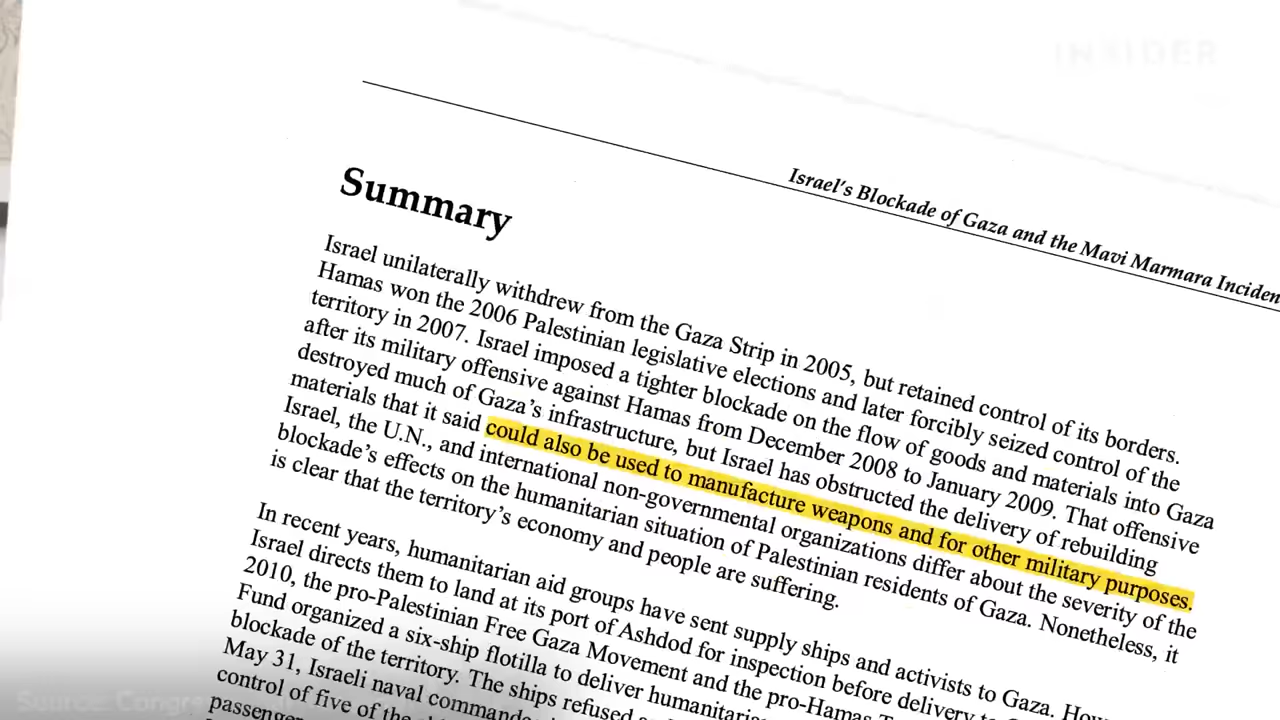 INSIDER
Israel's Blockade of Gaza and the Mavi Marmara
Summary
Israel unilaterally withdrew from the Gaza Strip in 2005, but retained control of its borders.
Hamas won the 2006 Palestinian legislative elections and later forcibly seized control of the
territory in 2007. Israel imposed a tighter blockade on the flow of goods and materials into Gaza
after its military offensive against Hamas from December 2008 to January 2009. That offensive
destroyed much of Gaza's infrastructure, but Israel has obstructed the delivery of rebuilding
materials that it said could also be used to manufacture weapons and for other military purposes.
Israel, the U.N., and international non-governmental organizations differ about the severity of the
blockade's effects on the humanitarian situation of Palestinian residents of Gaza. Nonetheless, it
is clear that the territory's economy and people are suffering.
In recent years, humanitarian aid groups have sent supply ships and activists to Gaza.
Israel directs them to land at its port of Ashdod for inspection before delivery to
2010, the pro-Palestinian Free Gaza Movement and the pro-Hamas
Fund organized a six-ship flotilla to deliver
blockade of the territory. The ships refused
May 31, Israeli naval
control of five of the
Source: